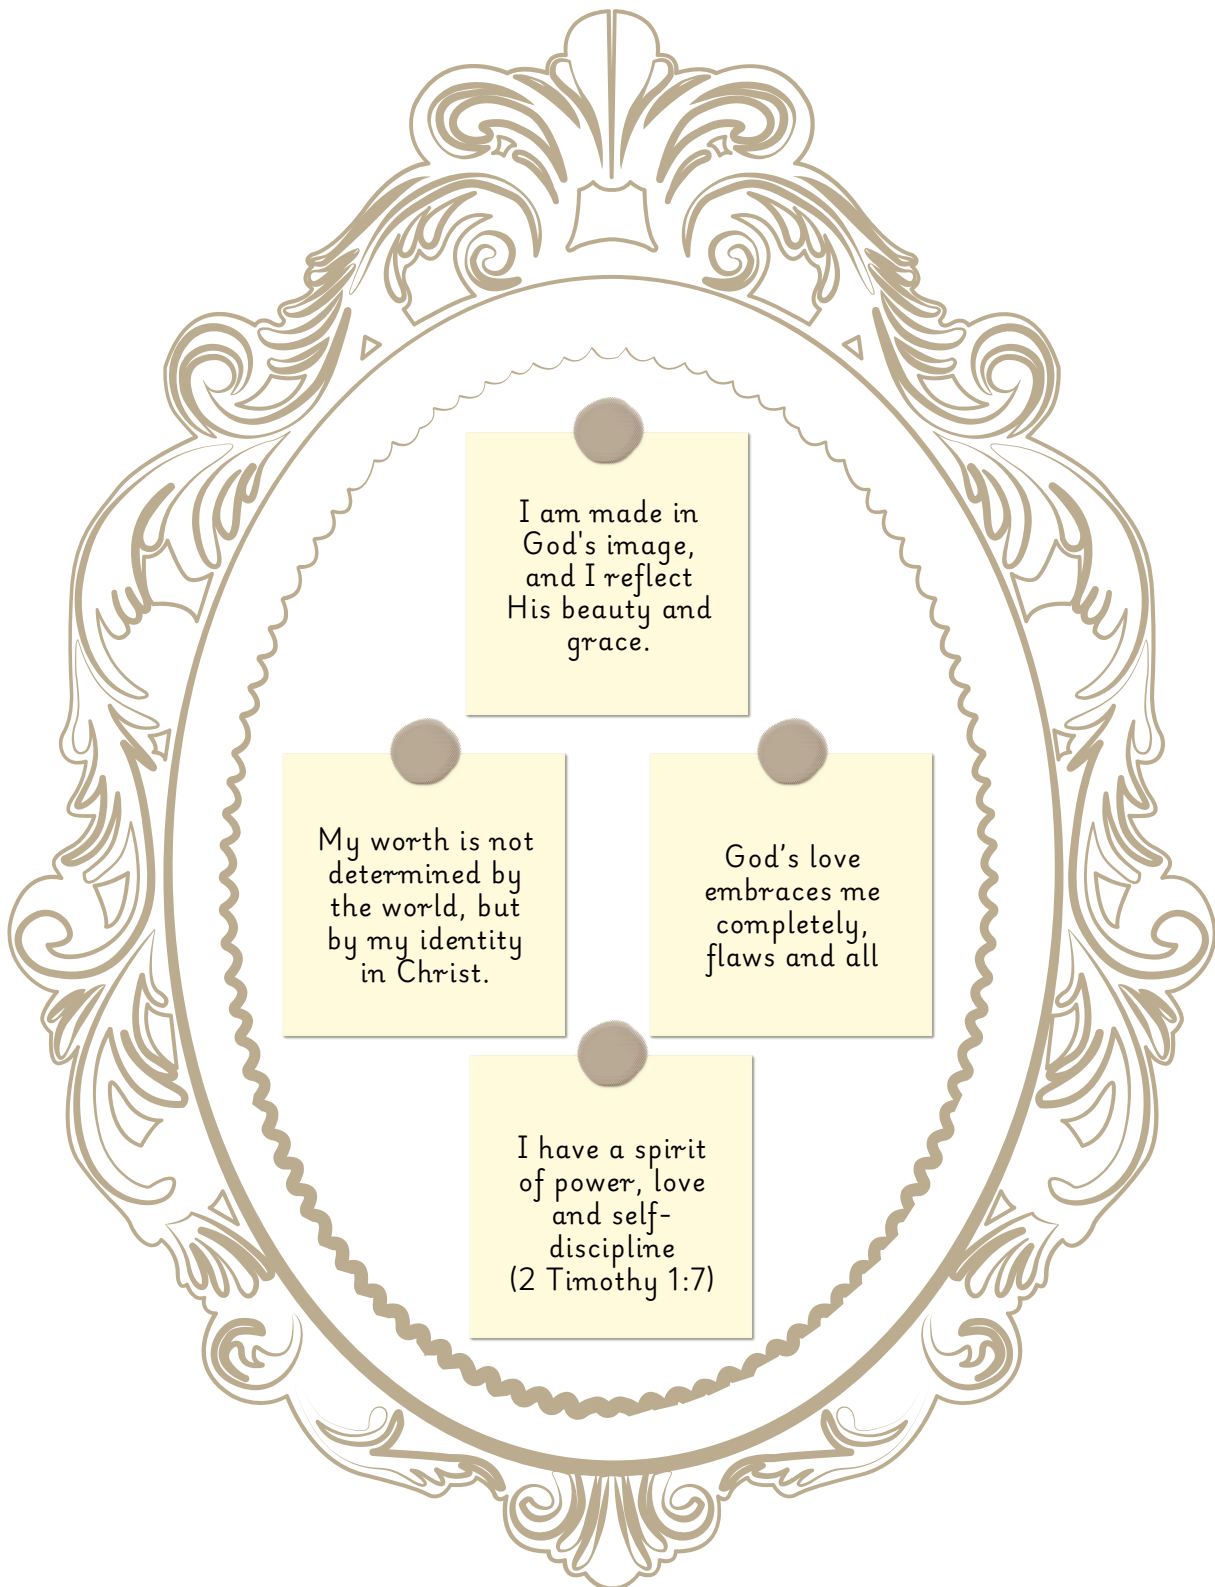 I am made in
God's image,
and I reflect
His beauty and
grace.
My worth is not
determined by
the world, but
by my identity
in Christ.
God’s love
embraces me
completely,
flaws and all
I have a spirit
of power, love
and self-
discipline
(2 Timothy 1:7)